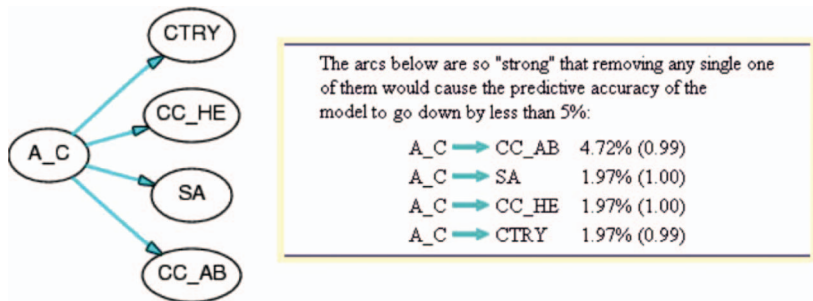 CTRY
CC_HE
A_C
SA
CC_AB
The arcs below are so "strong" that removing any single one
of them would cause the predictive accuracy of the
model to go down by less than 5%:
A_C → CC_AB 4.72% (0.99)
A_C → SA 1.97% (1.00)
A_C → CC_HE 1.97% (1.00)
A_C → CTRY 1.97% (0.99)